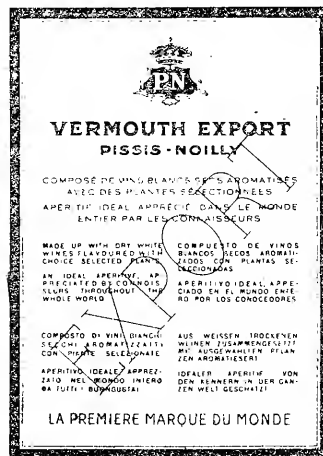 PN
VERMOUTH EXPORT
PISSIS - NOILLY
COMPOSÉ DE VINS BLANCS SECS AROMATISÉS
AVEC DES PLANTES SÉLECTIONNÉES
APÉRITIF IDÉAL APPRÉCIÉ DANS LE MONDE
ENTIER PAR LES CONNAISSEURS
MADE UP WITH DRY WHITE
WINES FLAVOURED WITH
CHOICE SELECTED PLANTS
AN IDEAL APERITIVE, AP
PRECIATED BY CONNOIS
SEURS THROUGHOUT THE
WHOLE WORLD
COMPUESTO DE VINOS
BLANCOS SECOS AROMATI-
ZADOS CON PLANTAS SE-
LECCIONADAS
APERITIVO IDEAL, APRE-
CIADO EN EL MUNDO ENTE-
RO POR LOS CONOCEDORES
COMPOSTO DI VINI BIANCHI
SECCHI AROMATIZZATI
CON PIANTE SELEZIONATE
APERITIVO IDEALE, APPREZ-
ZATO NEL MONDO INTERO
DA TUTTI I BUONGUSTAI
AUS WEISSEN TROCKENEN
WEINEN ZUSAMMENGESETZT
MIT AUSGEWAHLTEN PFLAN
ZEN AROMATISERT
IDEALER APERITIF VON
DEN KENNERN IN DER GAN-
ZEN WELT GESCHATZT
LA PREMIERE MARQUE DU MONDE